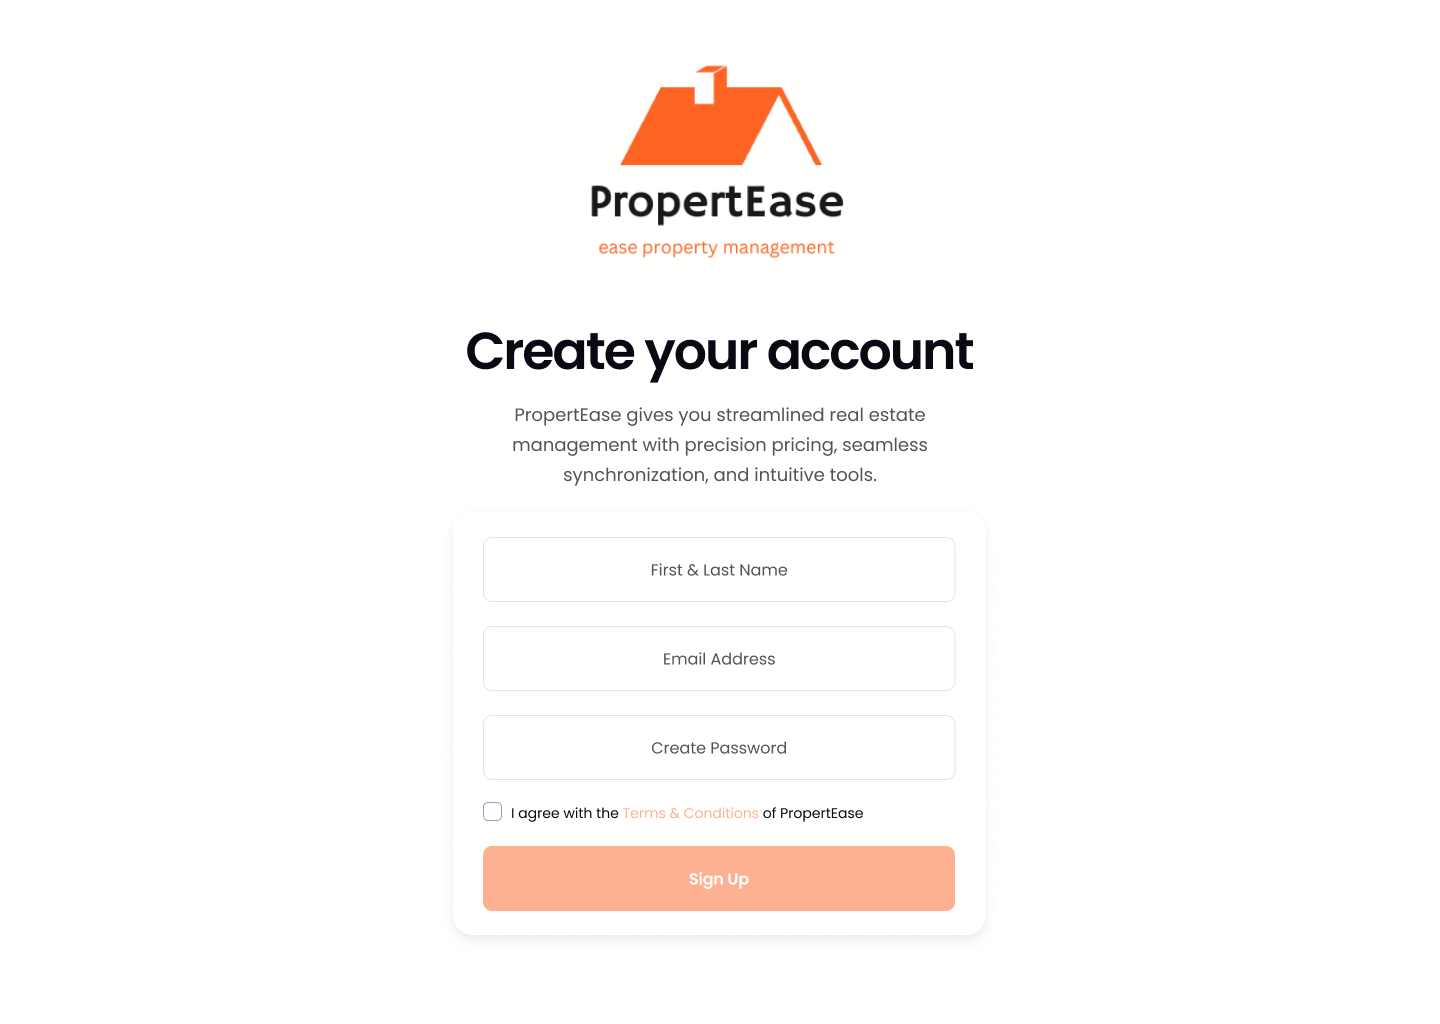 PropertEase
ease property management
Create your account
PropertEase gives you streamlined real estate
management with precision pricing, seamless
synchronization, and intuitive tools.
First & Last Name
Email Address
Create Password
I agree with the Terms & Conditions of PropertEase
Sign Up